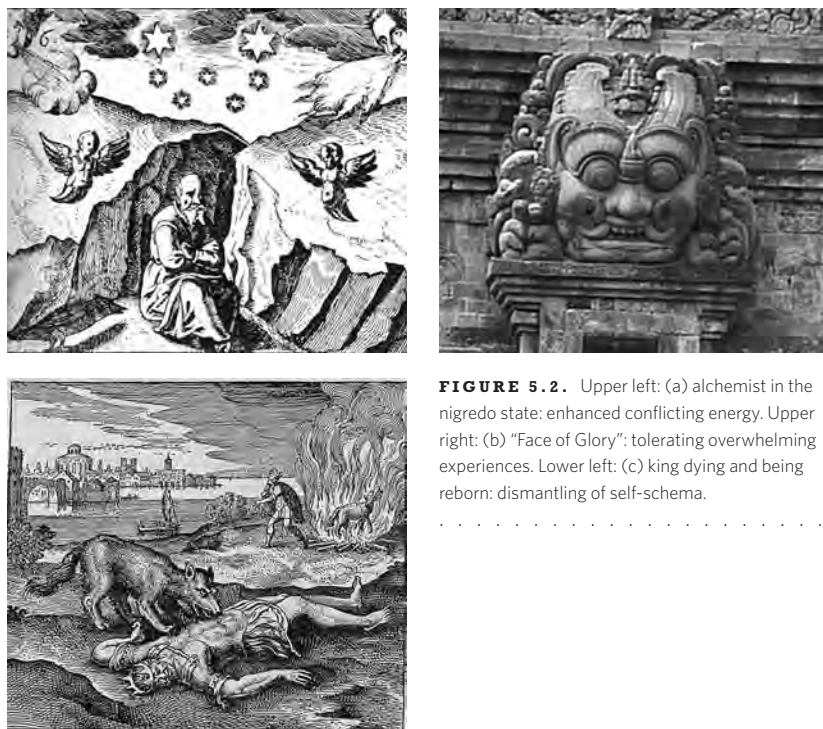 FIGURE 5.2. Upper left: (a) alchemist in the
nigredo state: enhanced conflicting energy. Upper
right: (b) “Face of Glory”: tolerating overwhelming
experiences. Lower left: (c) king dying and being
reborn: dismantling of self-schema.